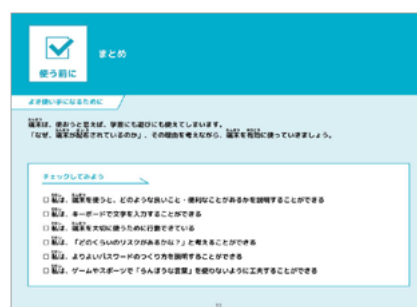 まとめ
使う前に
よき使い手になるために
端末は、使おうと思えば、学習にも遊びにも使えてしまいます。
「なぜ、端末が配布されているのか」、その理由を考えながら、端末を有効に使っていきましょう。
チェックしてみよう
□ 私は、端末を使うと、どのような良いこと・便利なことがあるかを説明することができる
□ 私は、キーボードで文字を入力することができる
□ 私は、端末を大切に使うために行動できている
□ 私は、「どのくらいのリスクがあるかな?」と考えることができる
□ 私は、よりよいパスワードのつくり方を説明することができる
□ 私は、ゲームやスポーツで「らんぼうな言葉」を使わないように工夫することができる